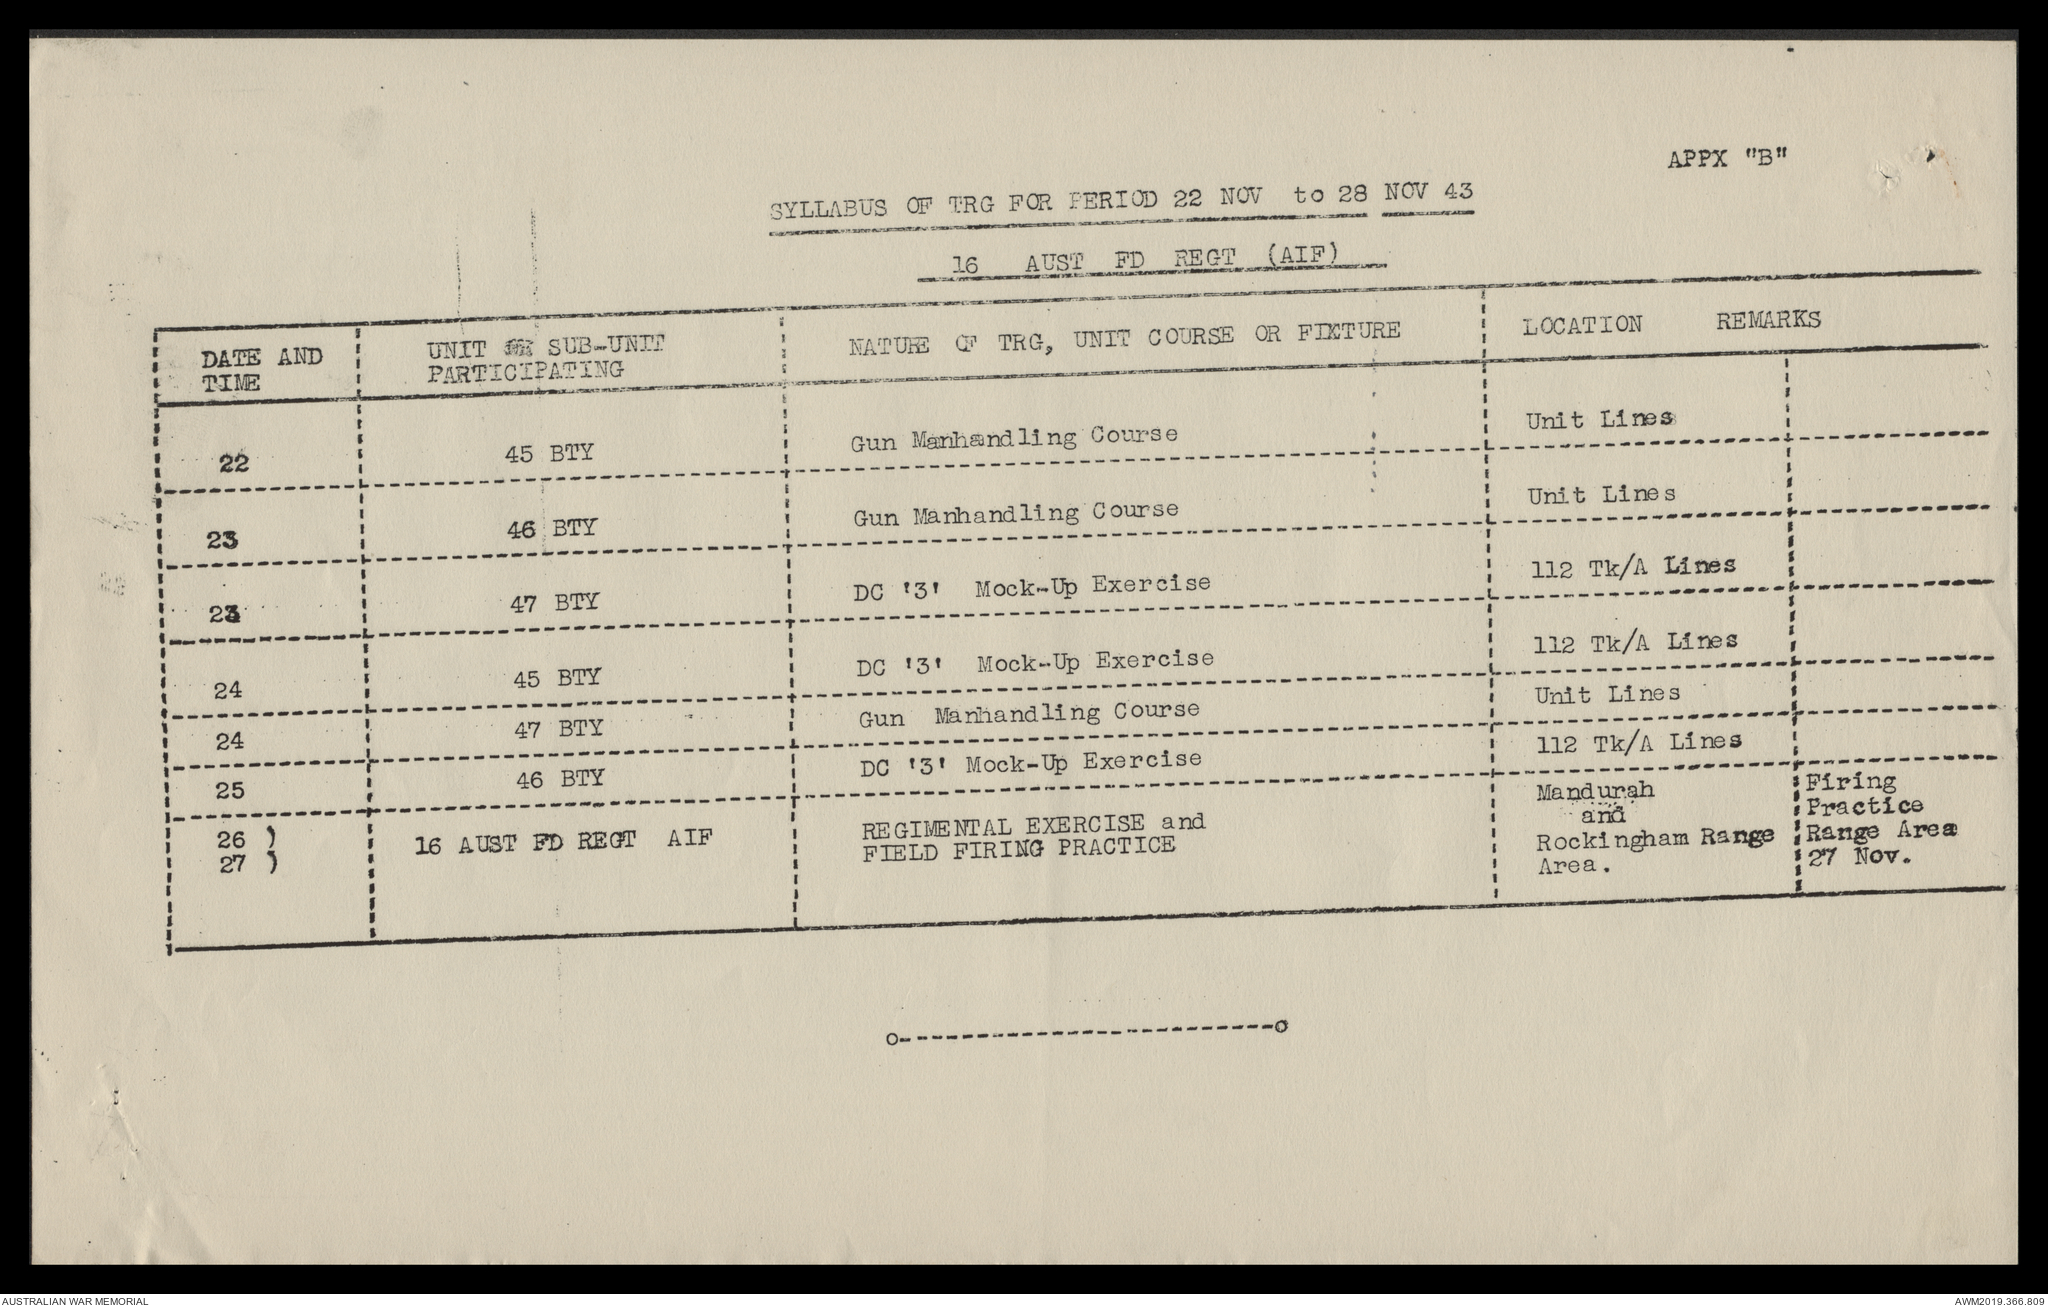 APPX "B"
SYLLABUS OF TRG FOR PERIOD 22 NOV to 28 NOV 43
16 AUST FD REGT (AIF)
DATE AND TIME UNIT SUB-UNIT PARTICIPATING NATURE OF TRG, UNIT COURSE OR FIXTURE LOCATION REMARKS
22 45 BTY Gun Manhandling Course Unit Lines
23 46 BTY Gun Manhandling Course Unit Lines
23 47 BTY DC '3' Mock-Up Exercise 112 Tk/A Lines
24 45 BTY DC '3' Mock-Up Exercise 112 Tk/A Lines
24 47 BTY Gun Manhandling Course Unit Lines
25 46 BTY DC '3' Mock-Up Exercise 112 Tk/A Lines
26 )
27 )
16 AUST FD REGT AIF
REGIMENTAL EXERCISE and
FIELD FIRING PRACTICE
Mandurah
and
Rockingham Range
Area.
Firing
Practice
Range Area
27 Nov.
AUSTRALIAN WAR MEMORIAL
AWM2019.366.809